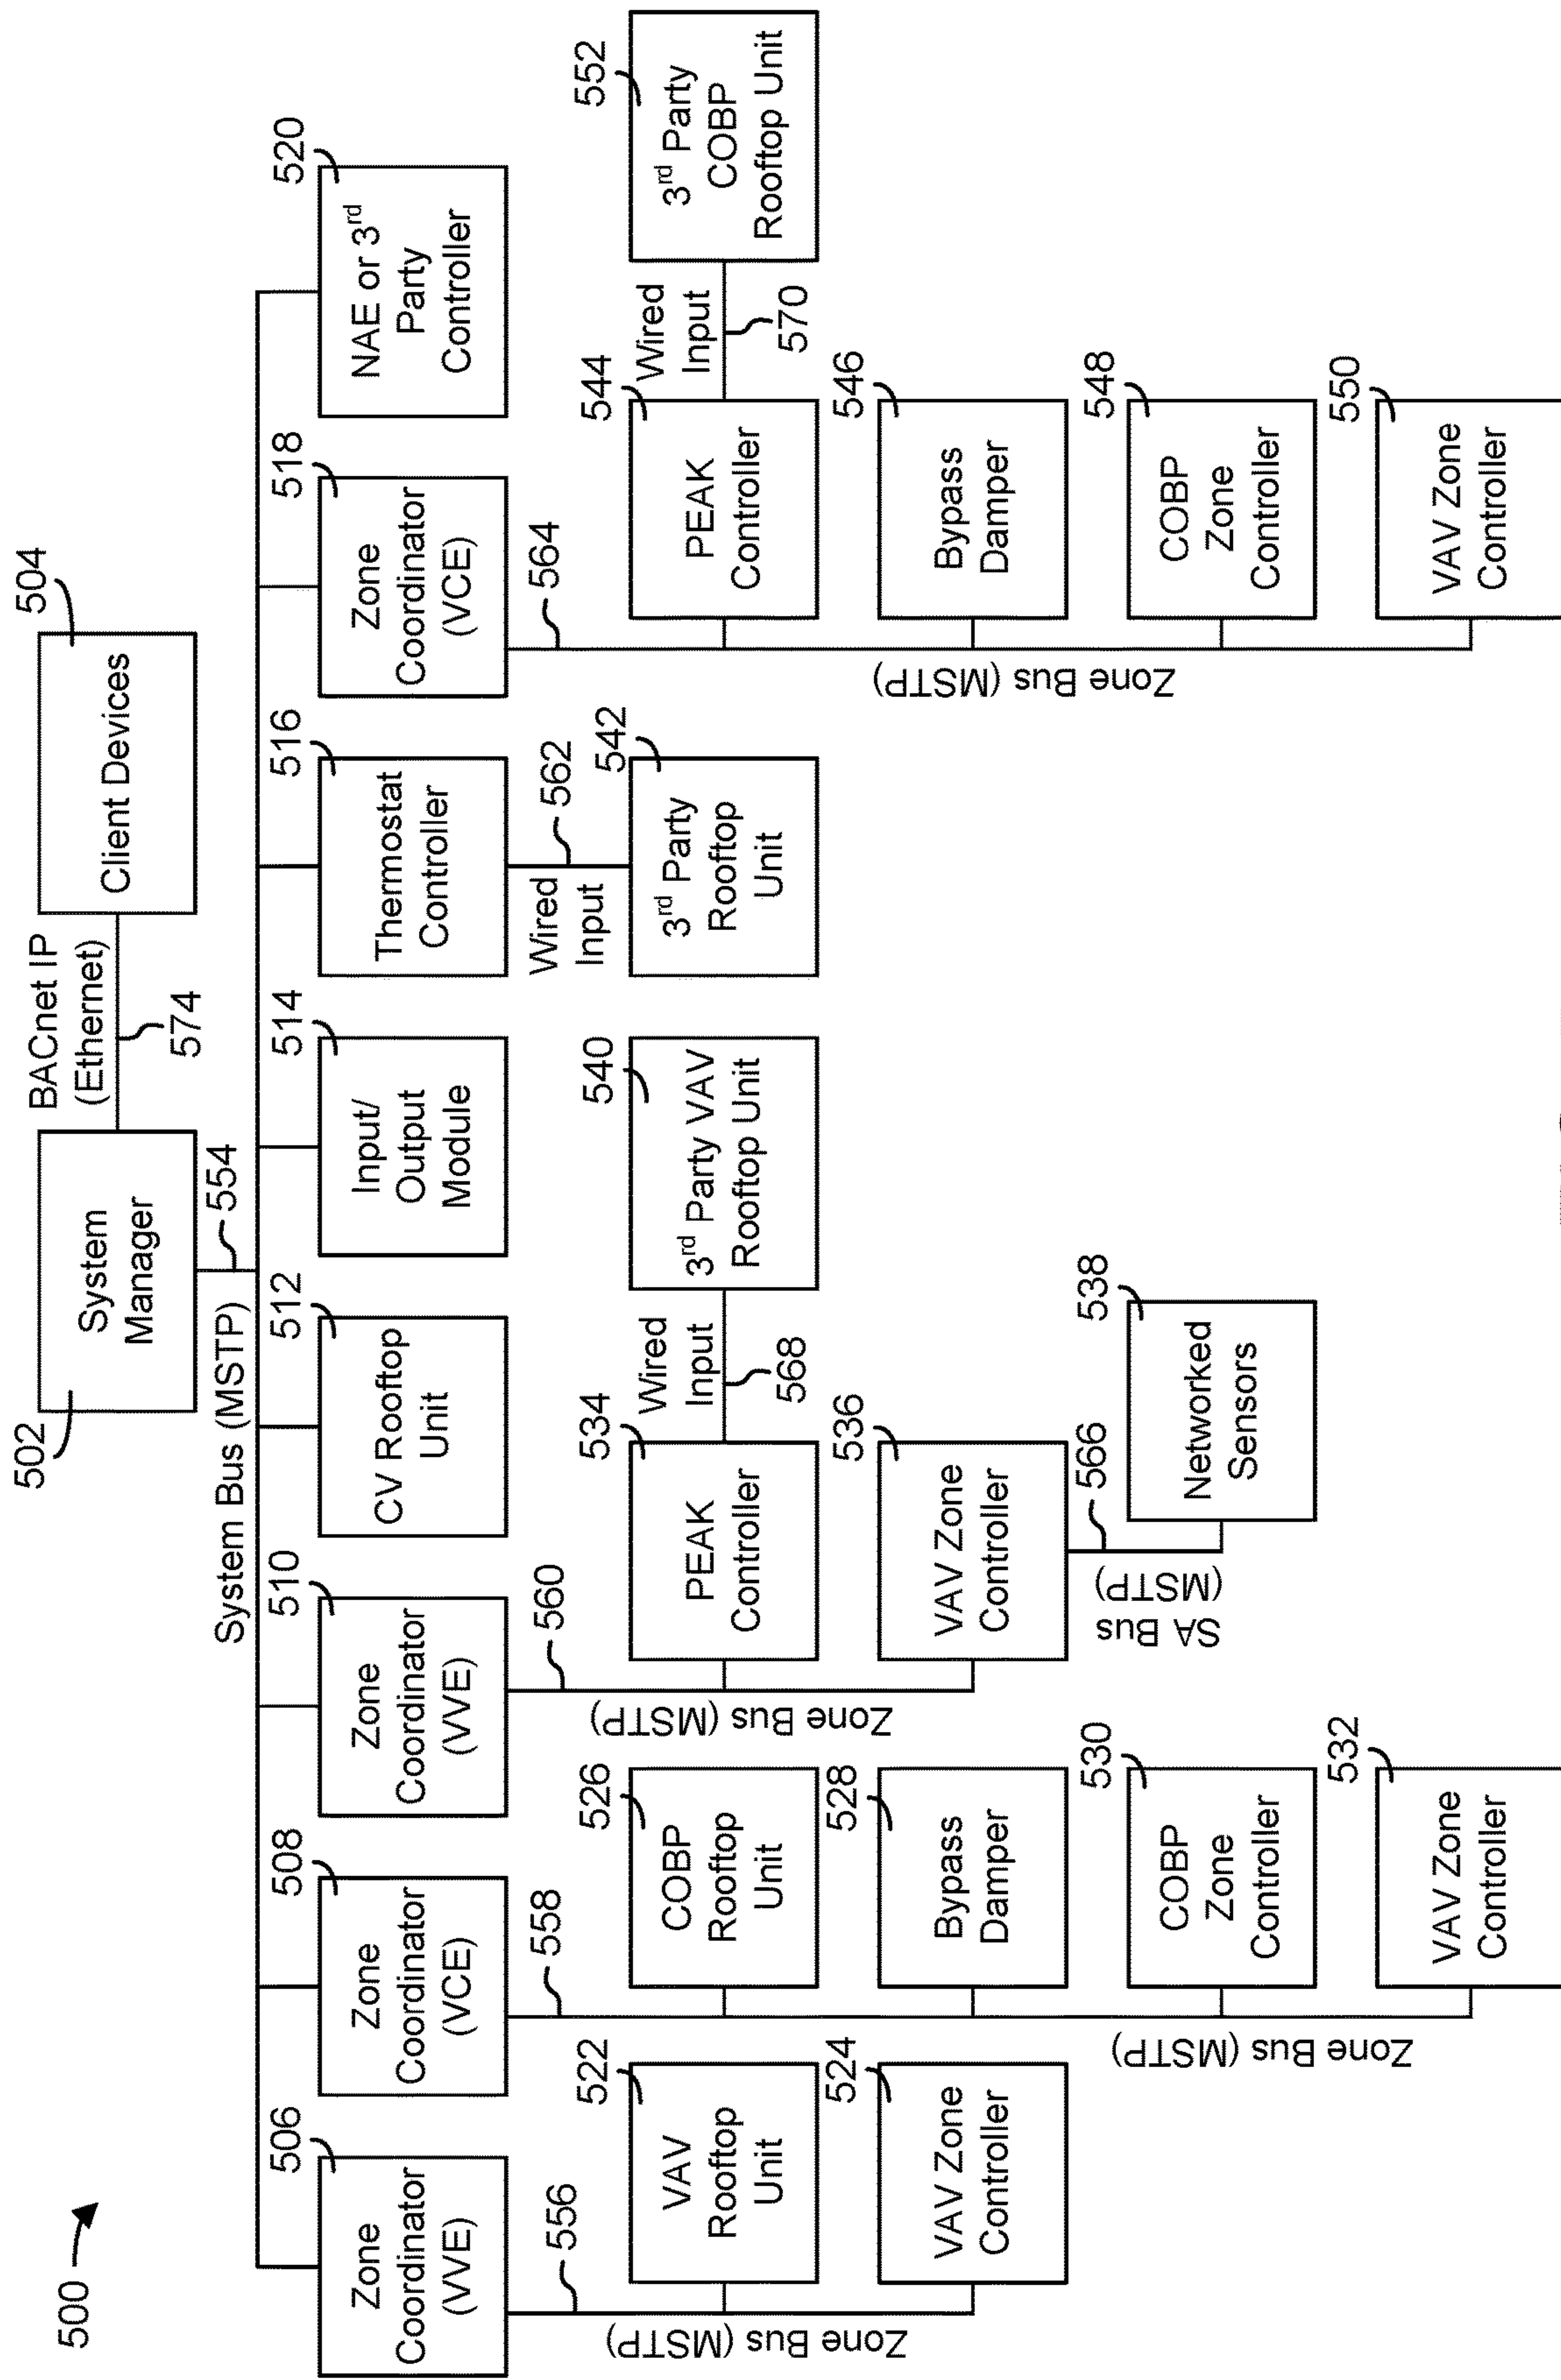 500
502
System
Manager
BACnet IP
(Ethernet)
574
504
Client Devices
System Bus (MSTP)
554
506
Zone
Coordinator
(VVE)
508
Zone
Coordinator
(VCE)
510
Zone
Coordinator
(VVE)
512
CV Rooftop
Unit
514
Input/
Output
Module
516
Thermostat
Controller
518
Zone
Coordinator
(VCE)
520
NAE or 3rd
Party
Controller
556
Zone Bus (MSTP)
522
VAV
Rooftop
Unit
524
VAV Zone
Controller
558
Zone Bus (MSTP)
526
COBP
Rooftop
Unit
528
Bypass
Damper
530
COBP
Zone
Controller
532
VAV Zone
Controller
560
Zone Bus (MSTP)
534
PEAK
Controller
Wired
Input
568
540
3rd Party VAV
Rooftop Unit
536
VAV Zone
Controller
566
SA Bus
(MSTP)
538
Networked
Sensors
Wired
Input
562
542
3rd Party
Rooftop
Unit
564
Zone Bus (MSTP)
544
PEAK
Controller
Wired
Input
570
552
3rd Party
COBP
Rooftop Unit
546
Bypass
Damper
548
COBP
Zone
Controller
550
VAV Zone
Controller